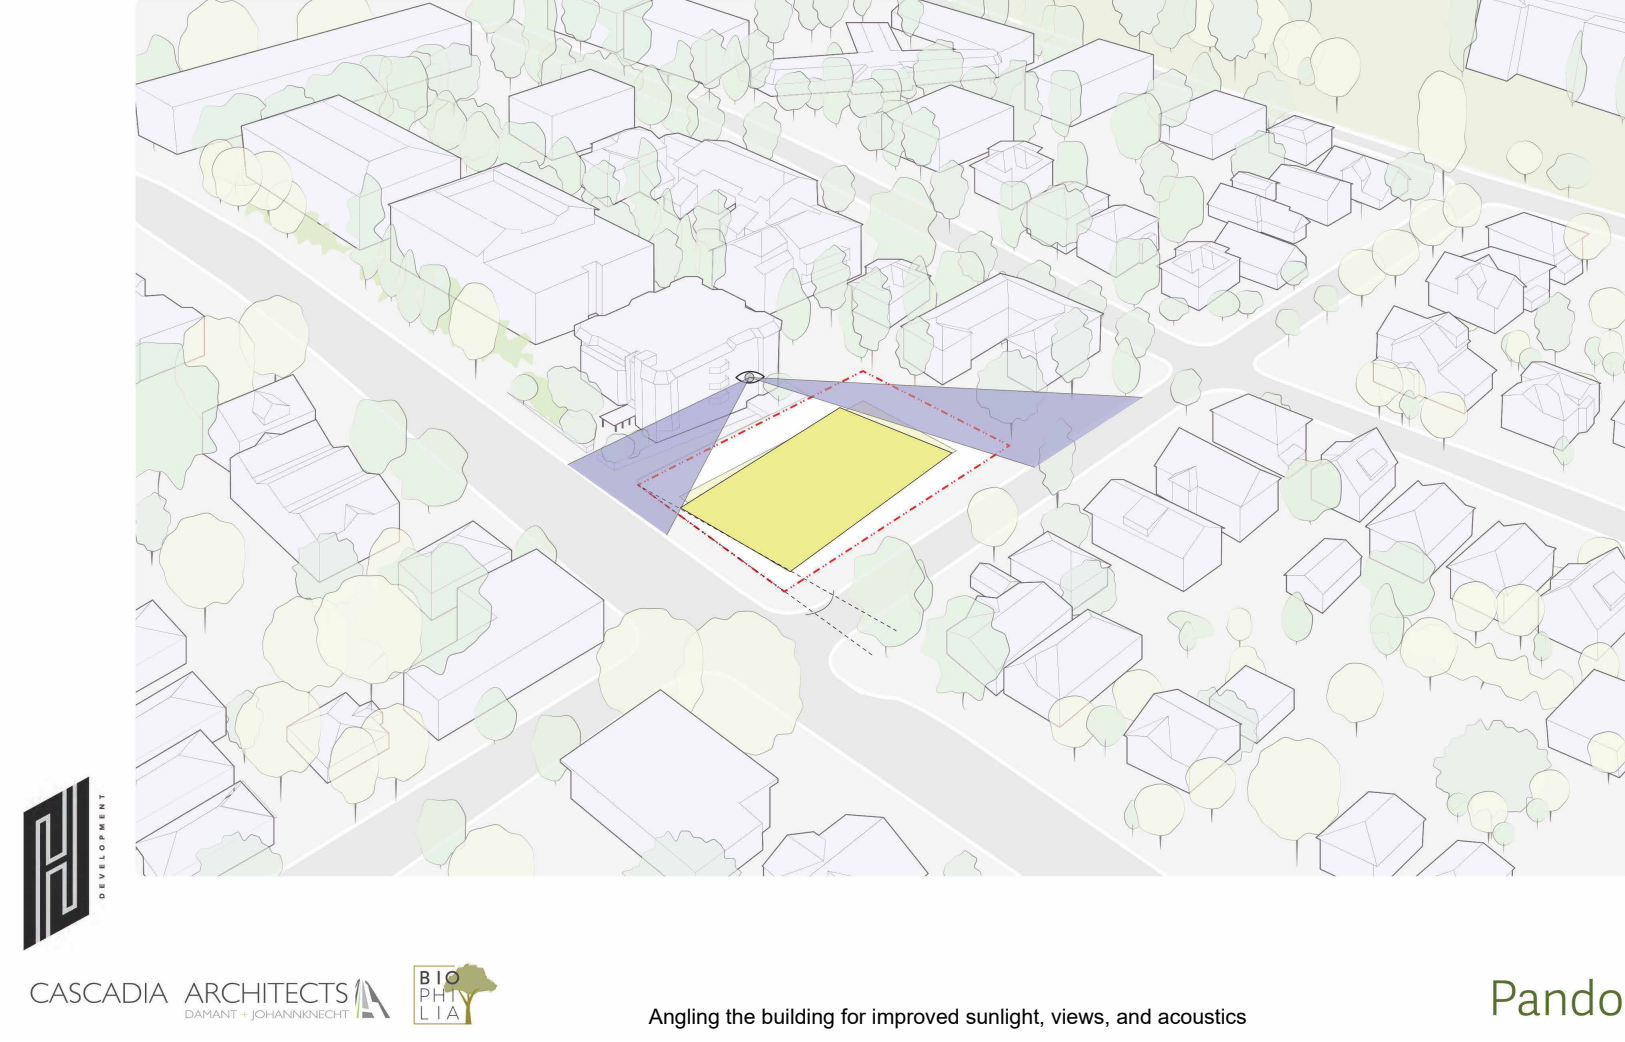 DEVELOPMENT
CASCADIA ARCHITECTS
DAMANT + JOHANNKNECHT
BIO
PHI
LIA
Angling the building for improved sunlight, views, and acoustics
Pando